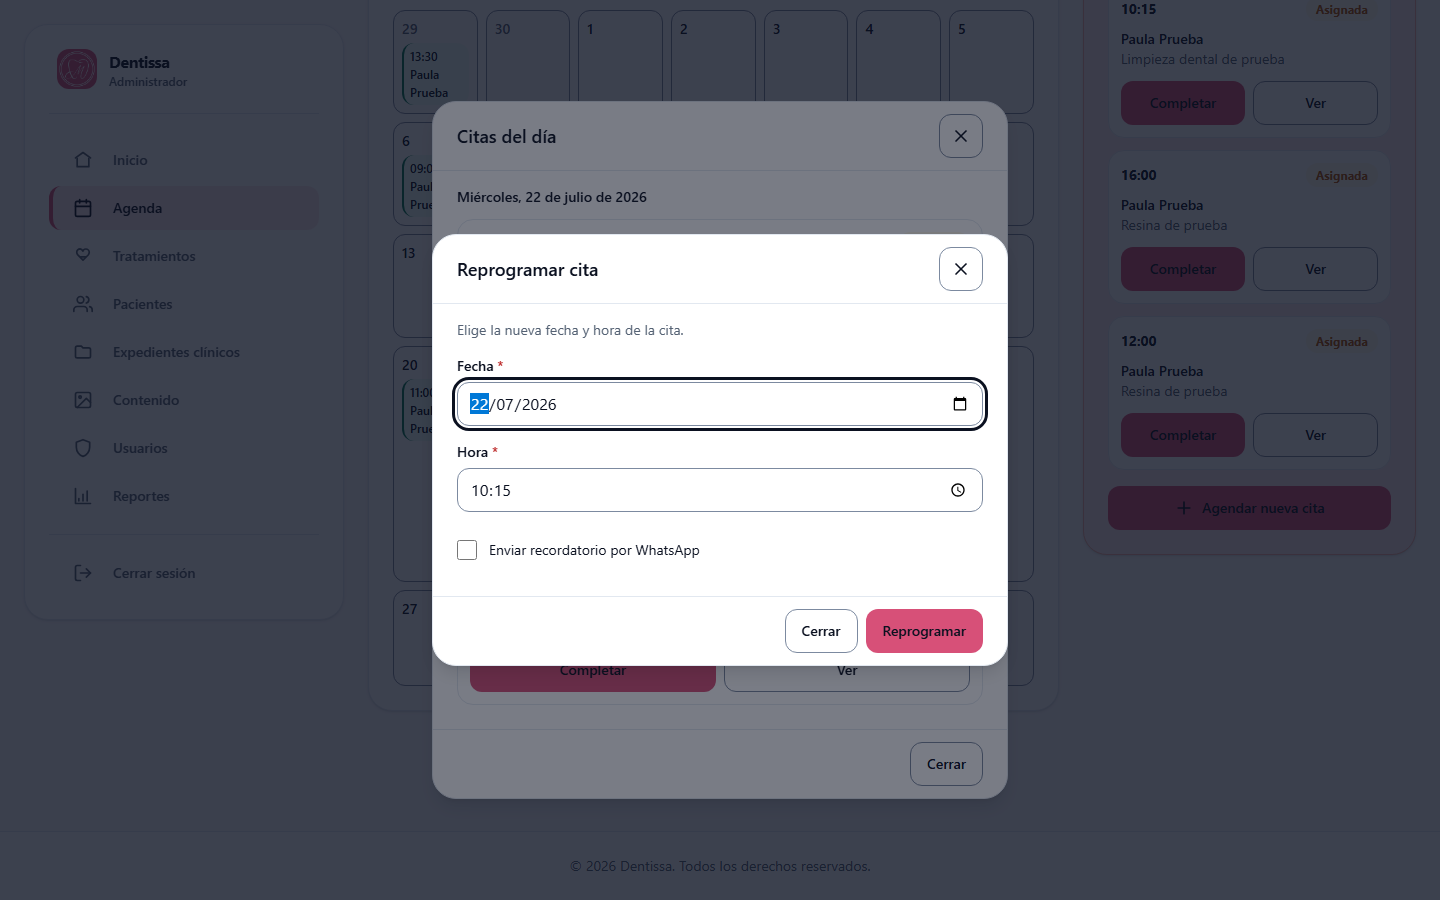 Dentissa
Administrador
Inicio
Agenda
Tratamientos
Pacientes
Expedientes clínicos
Contenido
Usuarios
Reportes
Cerrar sesión
29
30
1
2
3
4
5
13:30
Paula
Prueba
6
13
20
27
Citas del día
Miércoles, 22 de julio de 2026
Reprogramar cita
Elige la nueva fecha y hora de la cita.
Fecha *
22/07/2026
Hora *
10:15
Enviar recordatorio por WhatsApp
Cerrar
Reprogramar
Completar
Ver
Cerrar
10:15
Asignada
Paula Prueba
Limpieza dental de prueba
Completar
Ver
16:00
Asignada
Paula Prueba
Resina de prueba
Completar
Ver
12:00
Asignada
Paula Prueba
Resina de prueba
Completar
Ver
Agendar nueva cita
© 2026 Dentissa. Todos los derechos reservados.